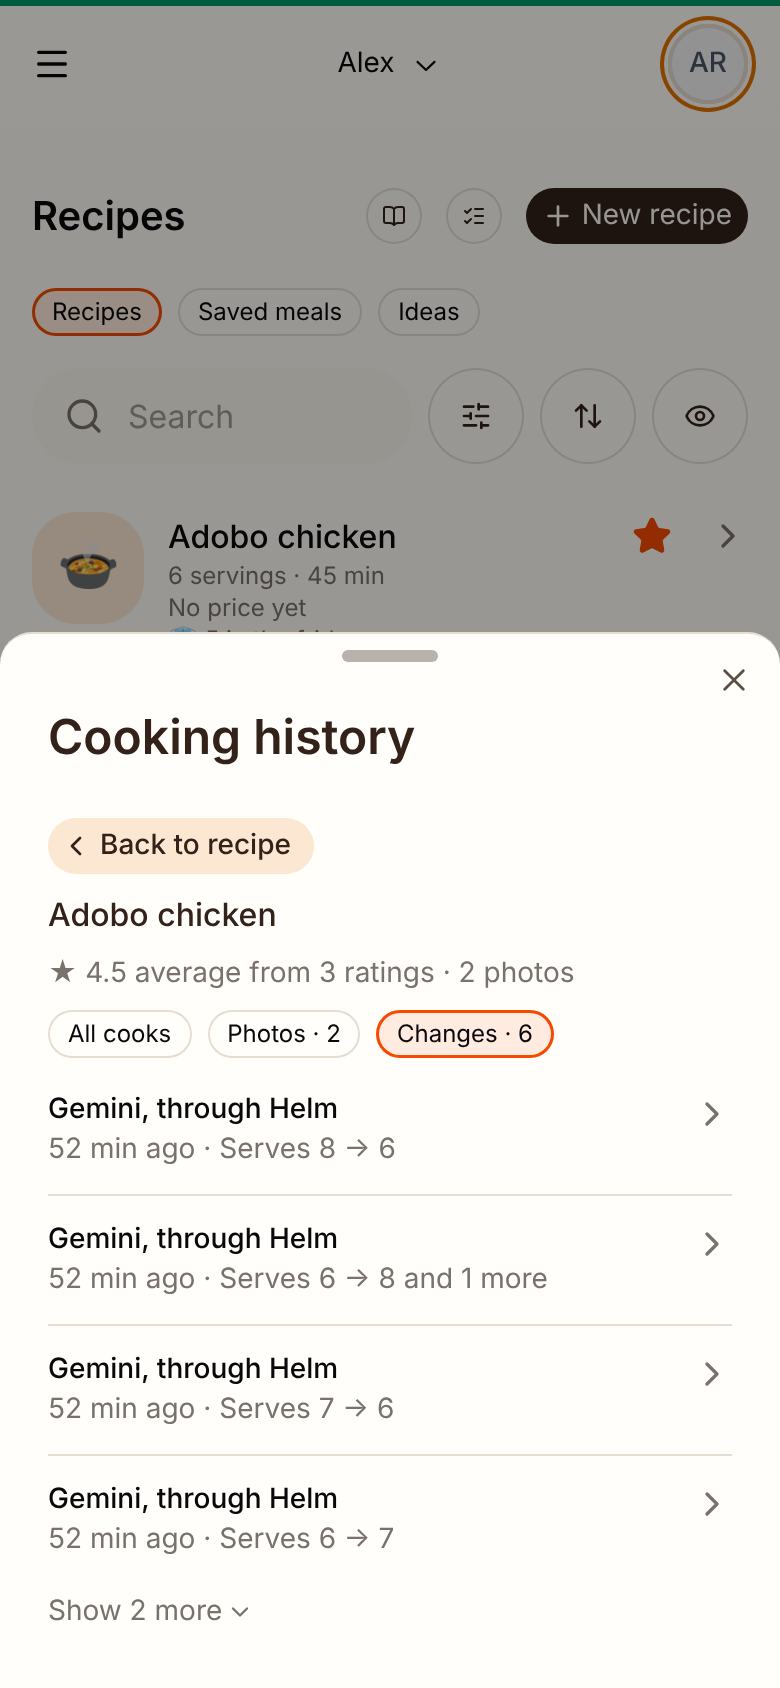 Alex
AR
Recipes
New recipe
Recipes
Saved meals
Ideas
Search
Adobo chicken
6 servings · 45 min
No price yet
Cooking history
Back to recipe
Adobo chicken
★ 4.5 average from 3 ratings · 2 photos
All cooks
Photos · 2
Changes · 6
Gemini, through Helm
52 min ago · Serves 8 → 6
Gemini, through Helm
52 min ago · Serves 6 → 8 and 1 more
Gemini, through Helm
52 min ago · Serves 7 → 6
Gemini, through Helm
52 min ago · Serves 6 → 7
Show 2 more